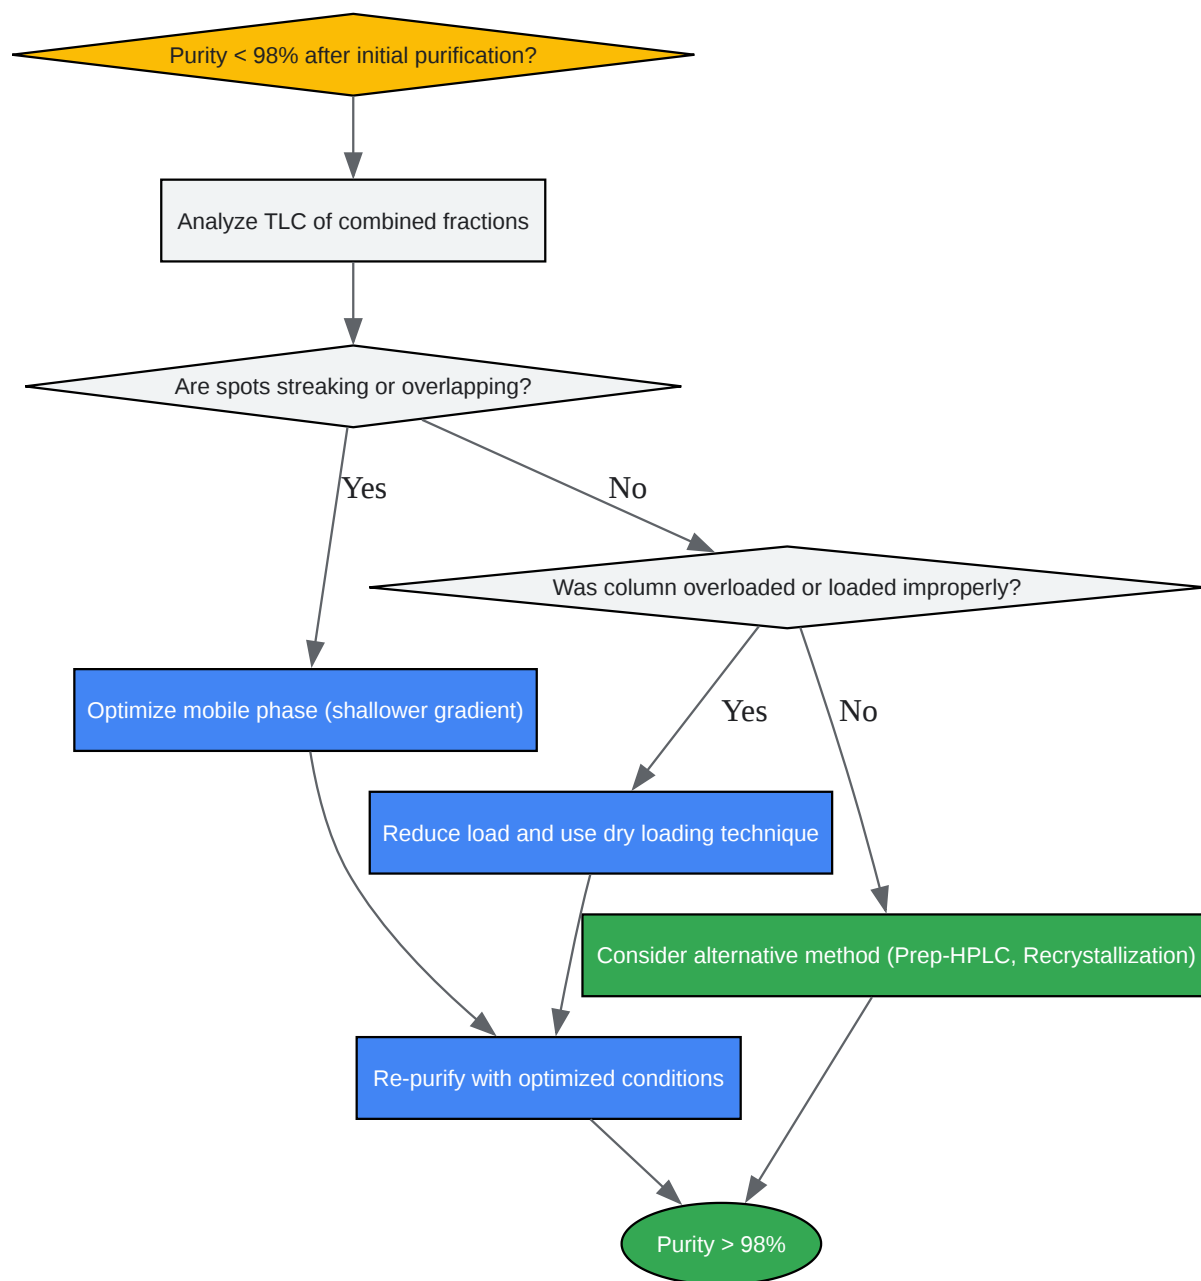 Purity < 98% after initial purification?
Analyze TLC of combined fractions
Are spots streaking or overlapping?
Yes
No
Was column overloaded or loaded improperly?
Optimize mobile phase (shallower gradient)
Yes
No
Reduce load and use dry loading technique
Consider alternative method (Prep-HPLC, Recrystallization)
Re-purify with optimized conditions
Purity > 98%